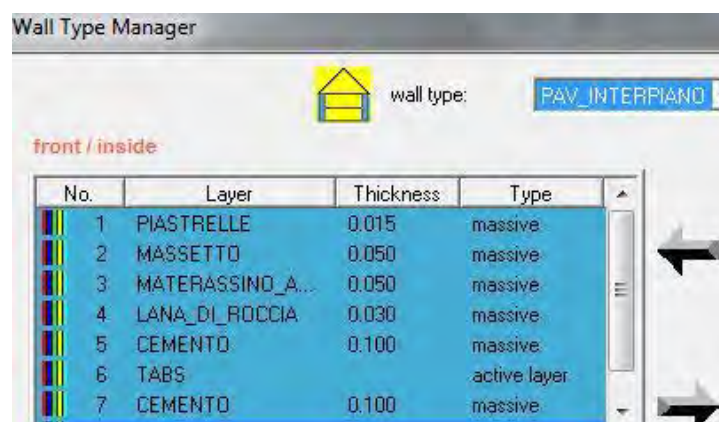 Wall Type Manager
wall type: PAV_INTERPIANO
front / inside
No. Layer Thickness Type
1 PIASTRELLE 0.015 massive
2 MASSETTO 0.050 massive
3 MATERASSINO_A... 0.050 massive
4 LANA_DI_ROCCIA 0.030 massive
5 CEMENTO 0.100 massive
6 TABS active layer
7 CEMENTO 0.100 massive